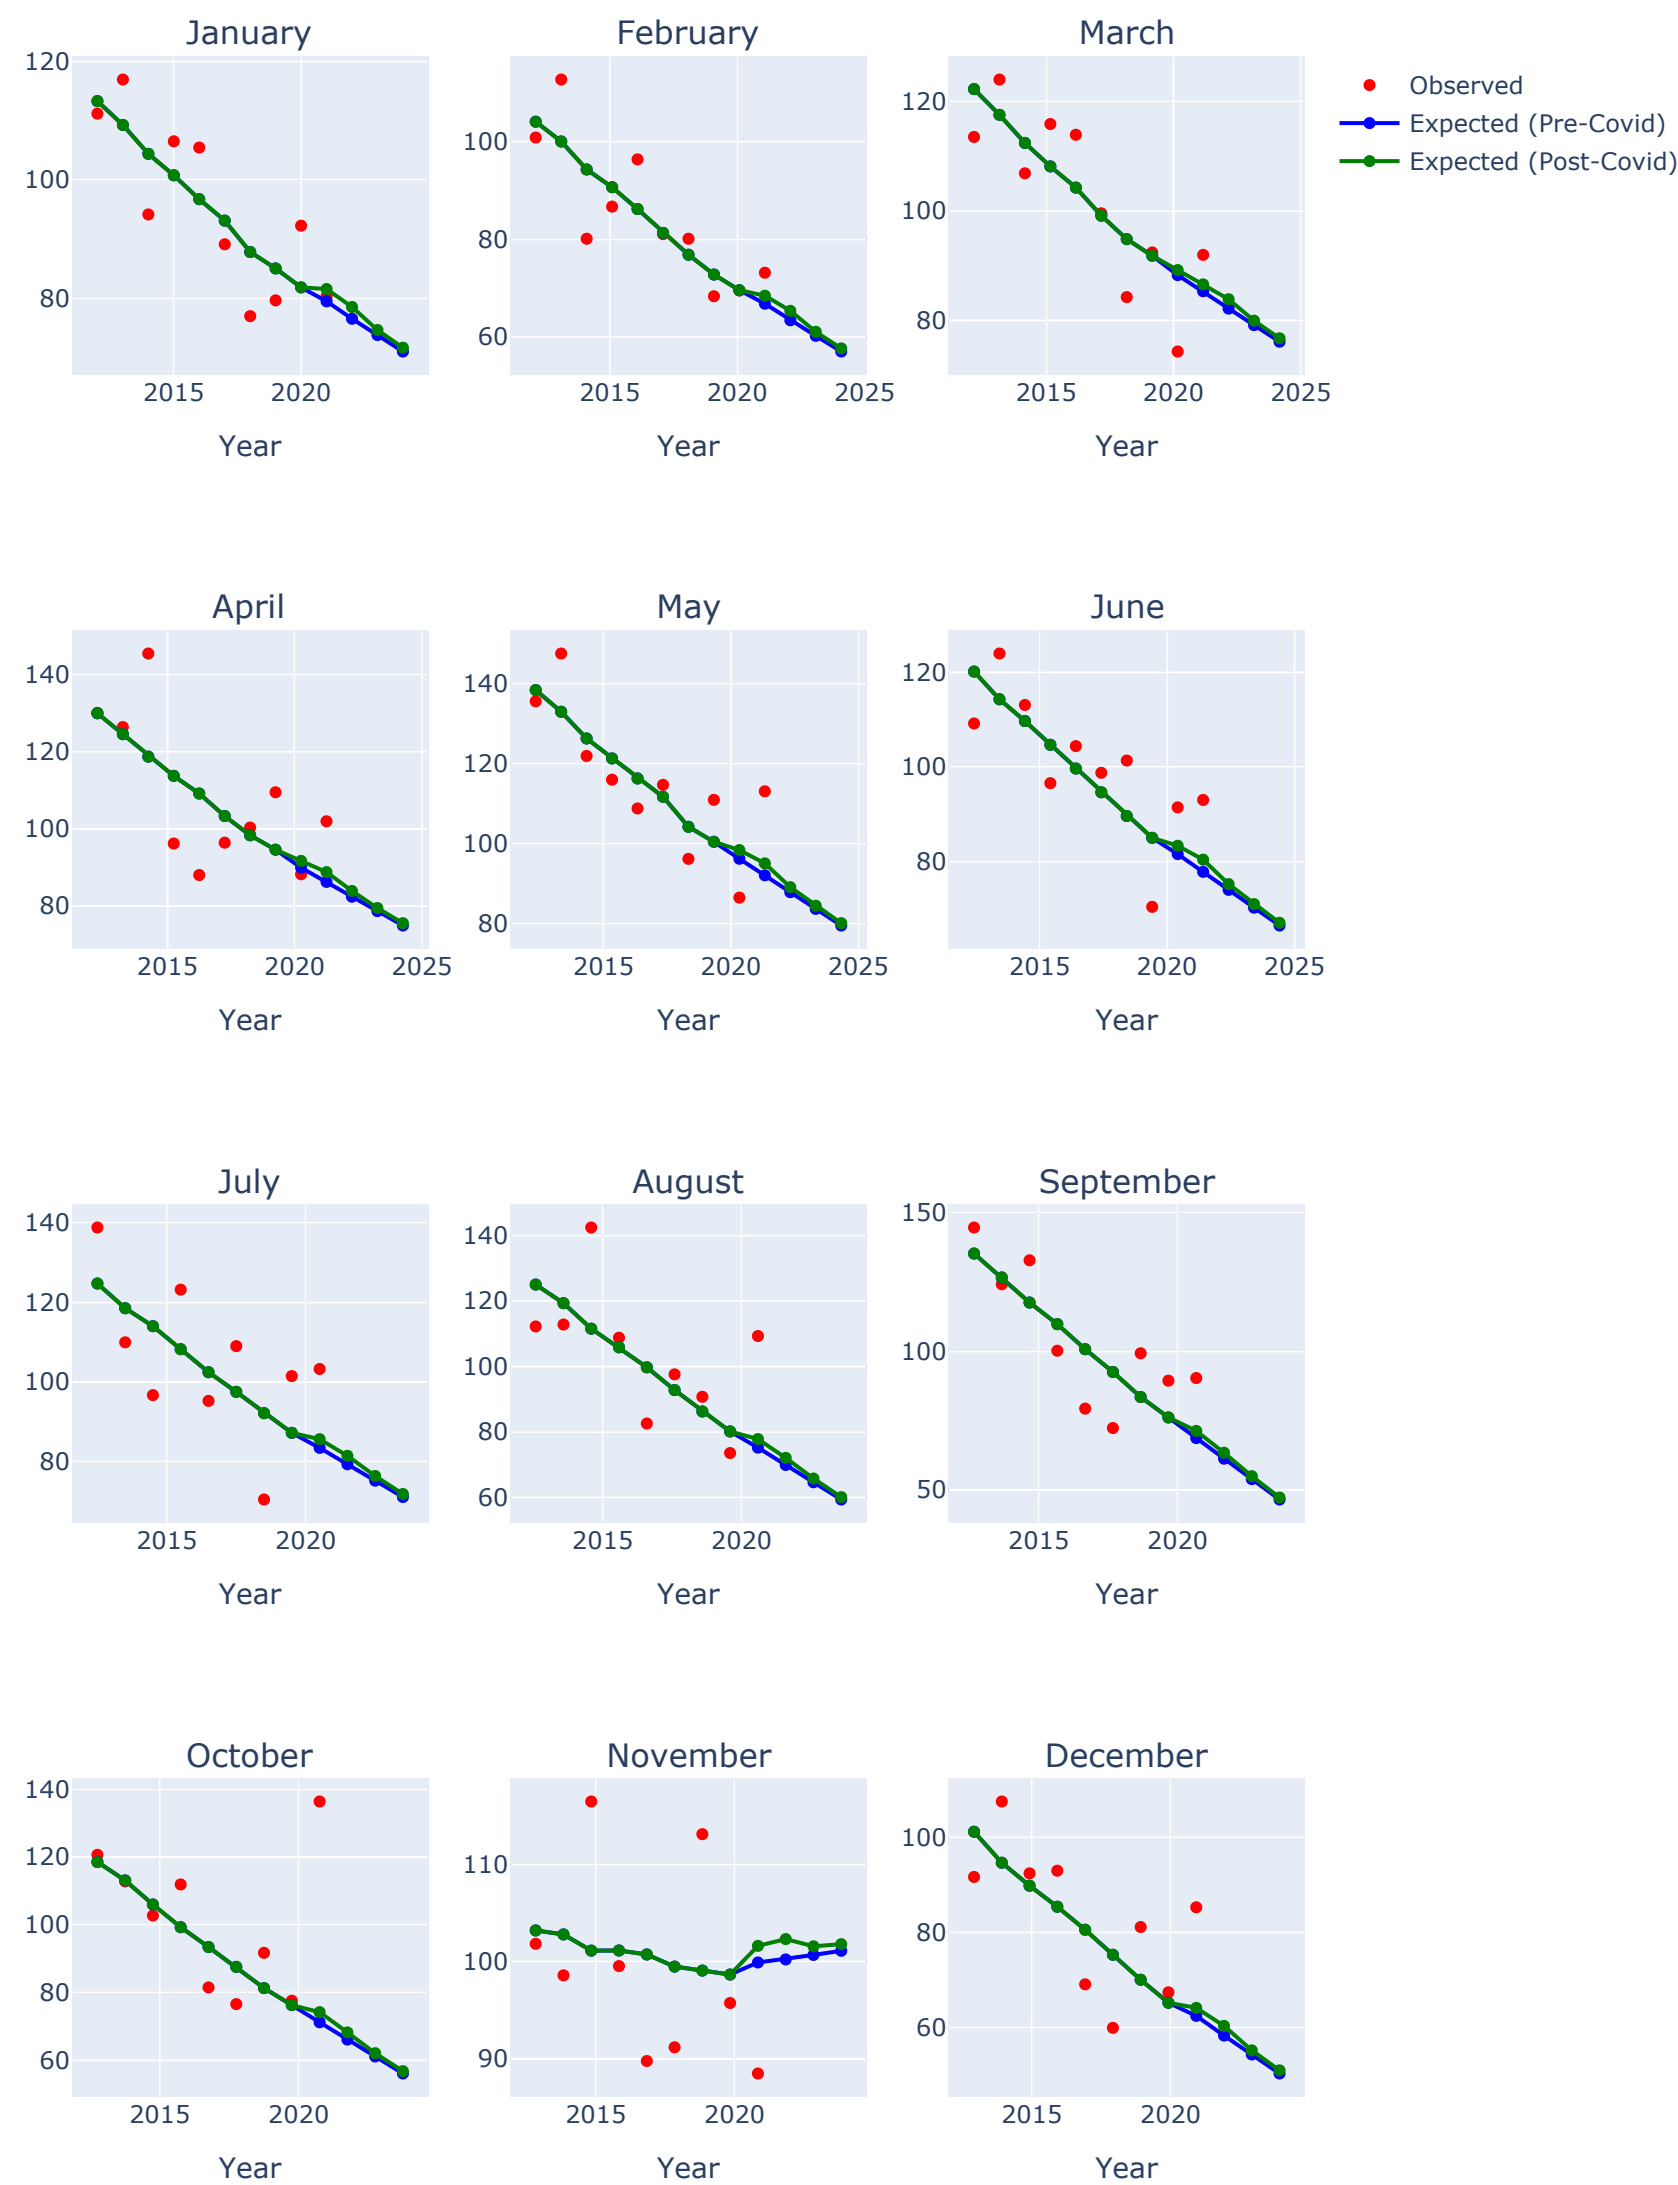 January
February
March
120
100
80
100
80
60
120
100
80
Observed
Expected (Pre-Covid)
Expected (Post-Covid)
2015 2020
2015 2020 2025
2015 2020 2025
Year
Year
Year
April
May
June
140
120
100
80
140
120
100
80
120
100
80
2015 2020 2025
2015 2020 2025
2015 2020 2025
Year
Year
Year
July
August
September
140
120
100
80
140
120
100
80
60
150
100
50
2015 2020
2015 2020
2015 2020
Year
Year
Year
October
November
December
140
120
100
80
60
110
100
90
100
80
60
2015 2020
2015 2020
2015 2020
Year
Year
Year